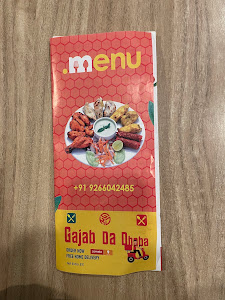 .menu
+91 9266042485
Gajab Da Dhaba
ORDER NOW
FREE HOME DELIVERY